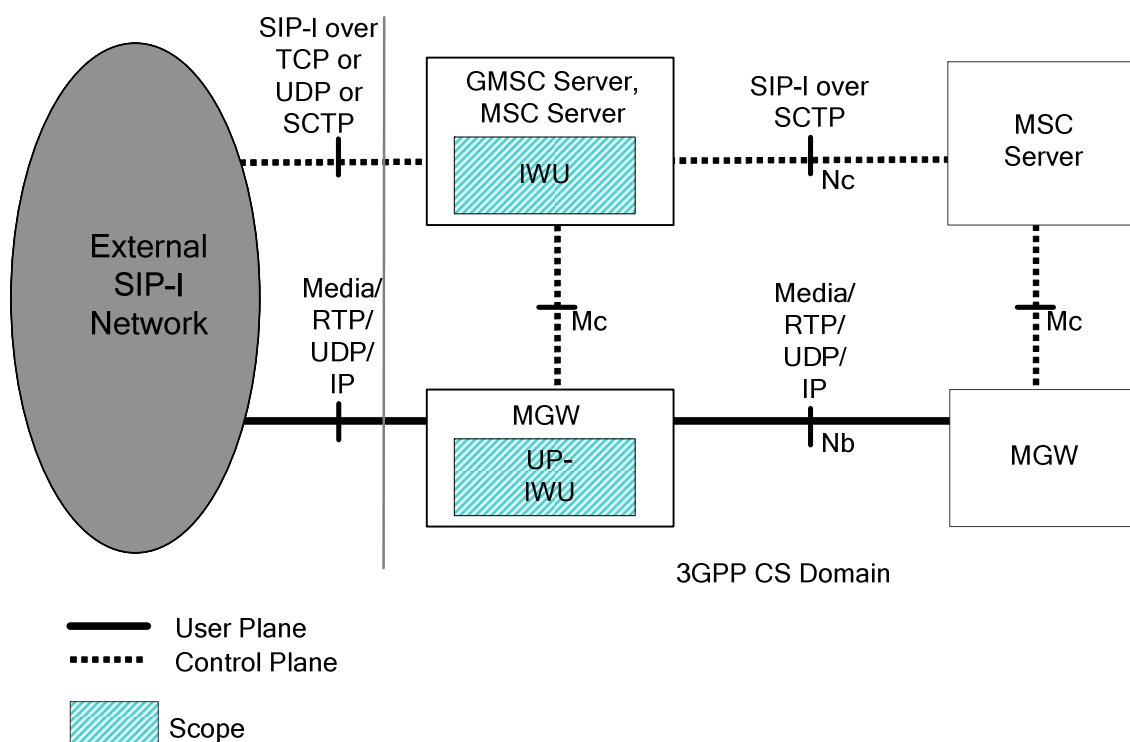 SIP-I over
TCP or
UDP or
SCTP
GMSC Server,
MSC Server
IWU
SIP-I over
SCTP
Nc
MSC
Server
External
SIP-I
Network
Media/
RTP/
UDP/
IP
Mc
Media/
RTP/
UDP/
IP
Mc
MGW
UP-
IWU
Nb
MGW
3GPP CS Domain
User Plane
Control Plane
Scope